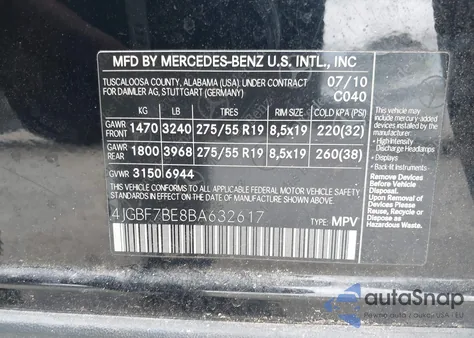 MFD BY MERCEDES-BENZ U.S. INTL., INC
TUSCALOOSA COUNTY, ALABAMA (USA) UNDER CONTRACT
FOR DAIMLER AG, STUTTGART (GERMANY)
07/10
C040
KG LB TIRES RIM SIZE COLD KPA (PSI)
GAWR FRONT 1470 3240 275/55 R19 8,5x19 220(32)
GAWR REAR 1800 3968 275/55 R19 8,5x19 260(38)
GVWR 3150 6944
THIS VEHICLE CONFORMS TO ALL APPLICABLE U.S. FEDERAL MOTOR VEHICLE
SAFETY STANDARDS IN EFFECT ON THE DATE OF MANUFACTURE SHOWN ABOVE.
4JGBF7BE8BA632617
TYPE: MPV
This vehicle may
include mercury-
added devices
installed by the
manufacturer:
• High Intensity
Discharge Headlamps
• Displays
• Back-Lit Instruments
Remove Devices
Before Vehicle
Disposal.
Upon Removal of
Devices Please
Reuse, Recycle or
Dispose as
Hazardous Waste.
autoSnap